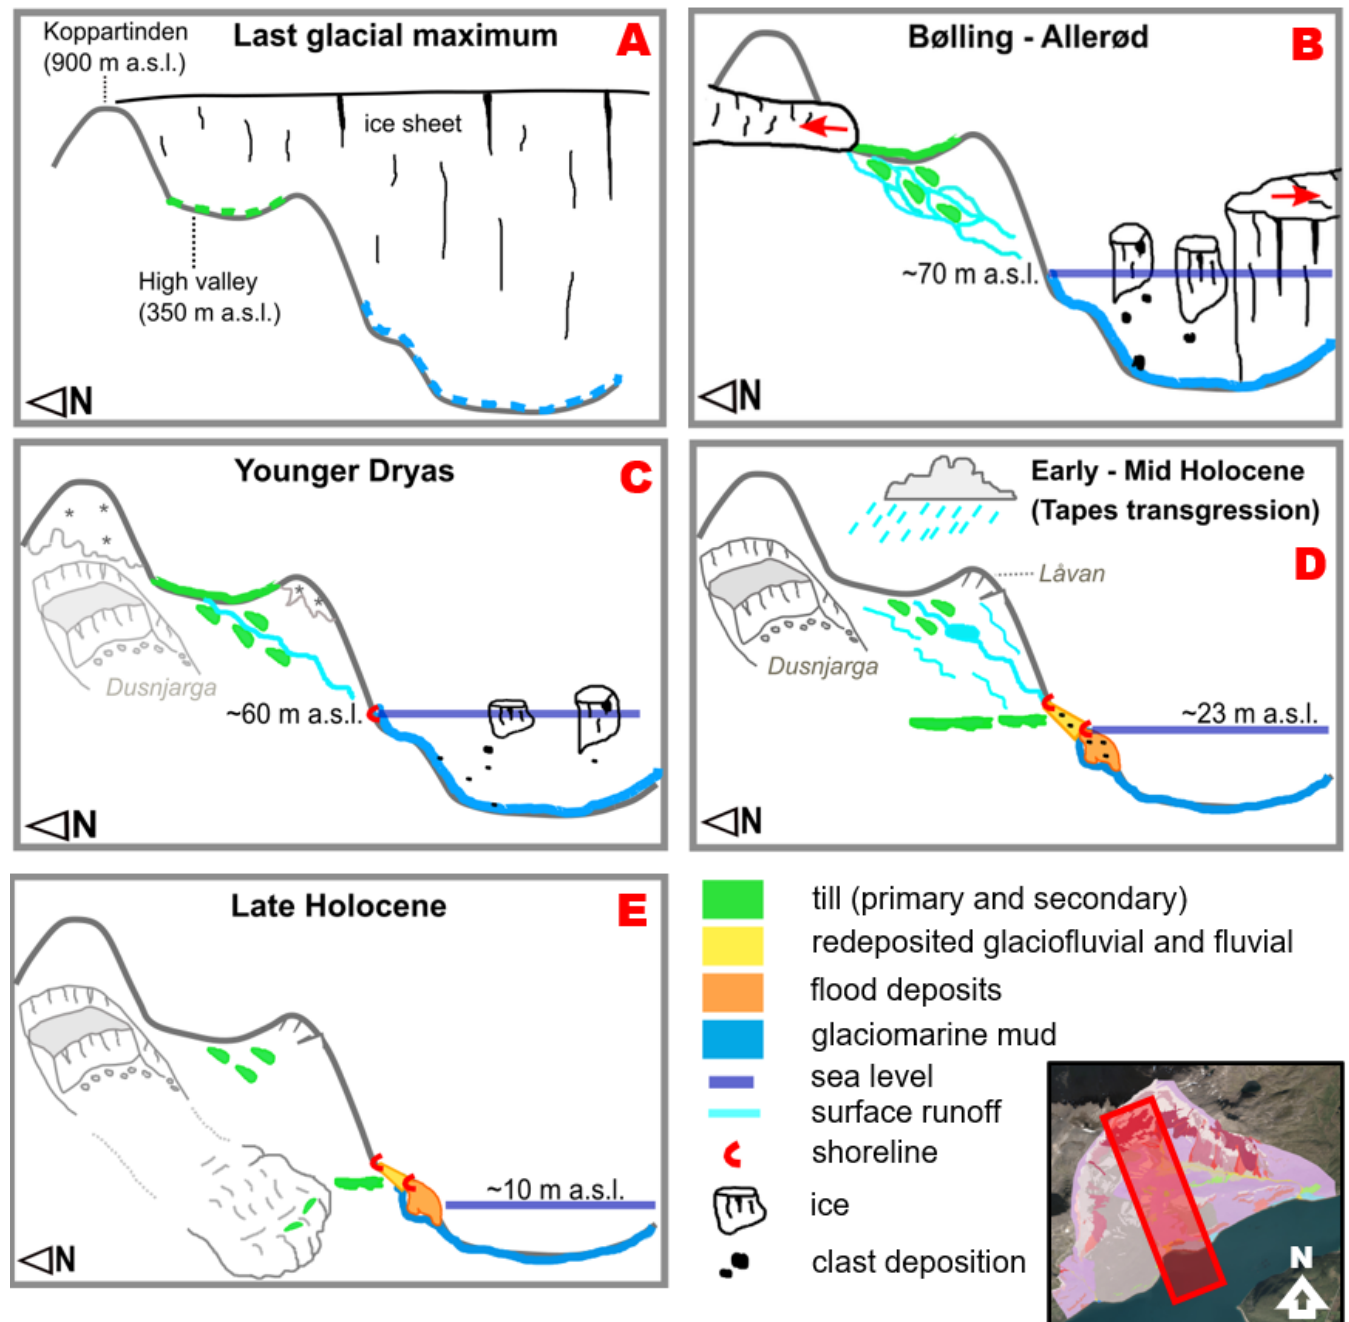 Koppartinden
(900 m a.s.l.)
Last glacial maximum
A
ice sheet
High valley
(350 m a.s.l.)
N
Bølling - Allerød
B
~70 m a.s.l.
N
Younger Dryas
C
Dusnjarga
~60 m a.s.l.
N
Early - Mid Holocene
(Tapes transgression)
D
Låvan
Dusnjarga
~23 m a.s.l.
N
Late Holocene
E
~10 m a.s.l.
N
till (primary and secondary)
redeposited glaciofluvial and fluvial
flood deposits
glaciomarine mud
sea level
surface runoff
shoreline
ice
clast deposition
N